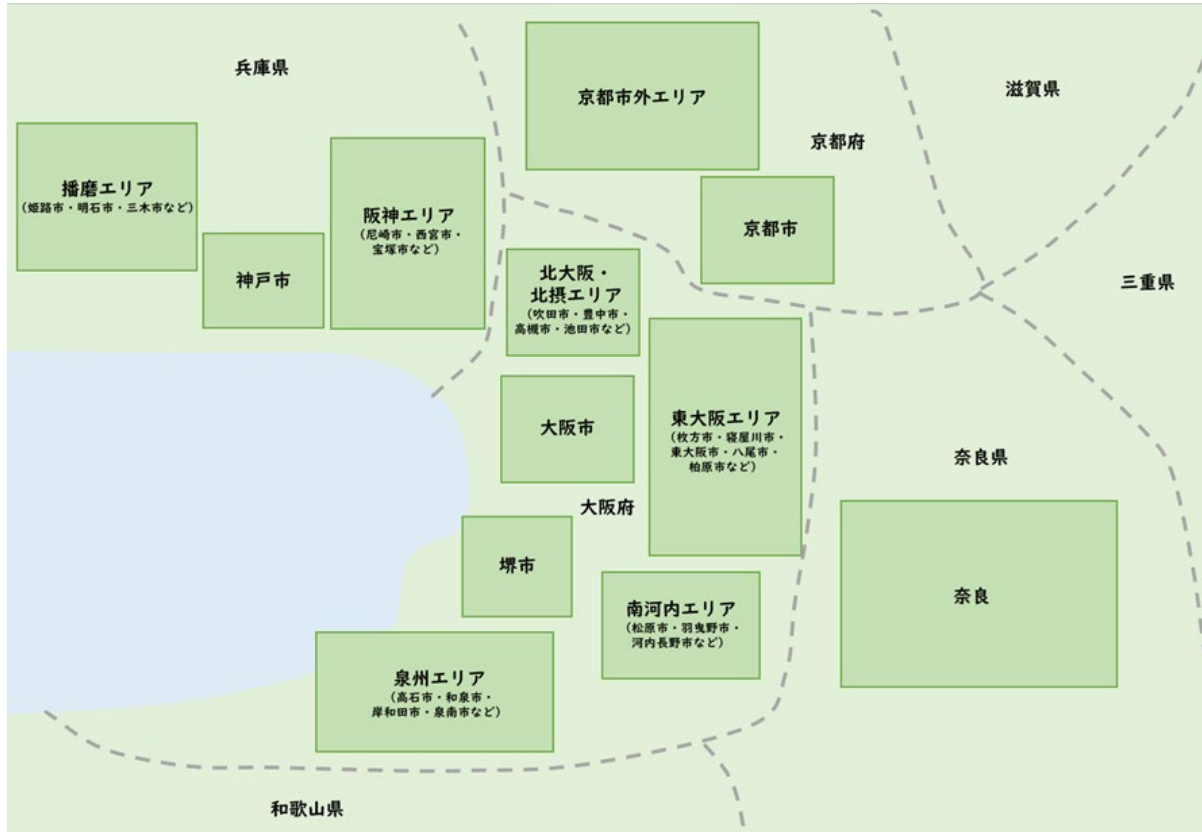 兵庫県
京都市外エリア
滋賀県
京都府
播磨エリア
（姫路市・明石市・三木市など）
阪神エリア
（尼崎市・西宮市・
宝塚市など）
京都市
神戸市
北大阪・
北摂エリア
（吹田市・豊中市・
高槻市・池田市など）
三重県
大阪市
東大阪エリア
（枚方市・寝屋川市・
東大阪市・八尾市・
柏原市など）
奈良県
大阪府
堺市
奈良
南河内エリア
（松原市・羽曳野市・
河内長野市など）
泉州エリア
（高石市・和泉市・
岸和田市・泉南市など）
和歌山県